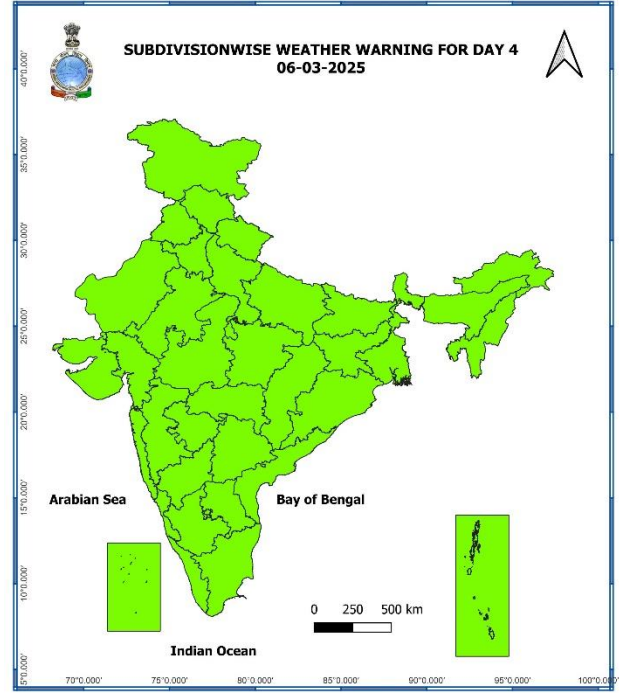 SUBDIVISIONWISE WEATHER WARNING FOR DAY 4
06-03-2025
40°0.000'
35°0.000'
30°0.000'
25°0.000'
20°0.000'
15°0.000'
10°0.000'
5°0.000'
Arabian Sea
Bay of Bengal
0 250 500 km
Indian Ocean
70°0.000' 75°0.000' 80°0.000' 85°0.000' 90°0.000' 95°0.000' 100°0.000'